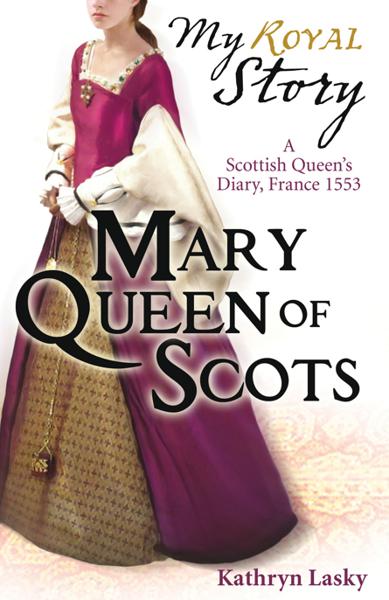 My ROYAL
Story
A
Scottish Queen's
Diary, France 1553
MARY
QUEEN OF
SCOTS
Kathryn Lasky